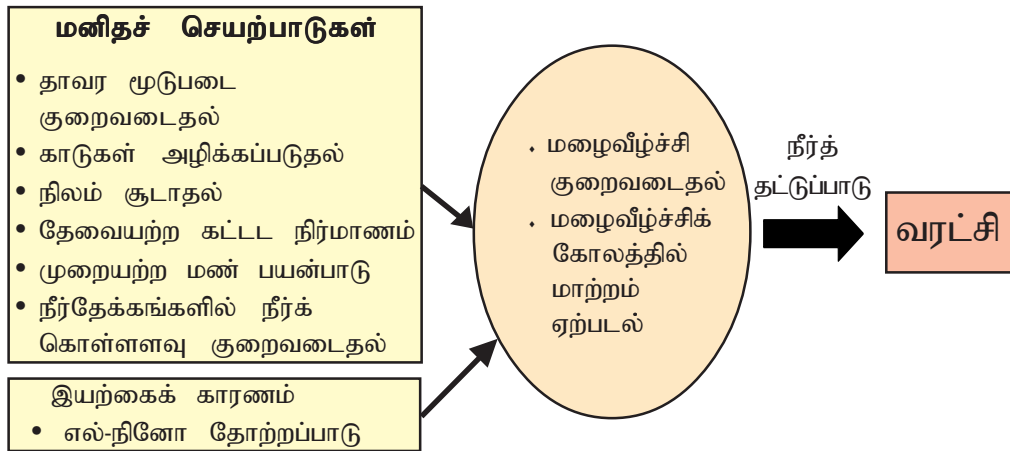 மனிதச் செயற்பாடுகள்
• தாவர மூடுபடை
குறைவடைதல்
• காடுகள் அழிக்கப்படுதல்
• நிலம் சூடாதல்
• தேவையற்ற கட்டட நிர்மாணம்
• முறையற்ற மண் பயன்பாடு
• நீர்தேக்கங்களில் நீர்க்
கொள்ளளவு குறைவடைதல்
இயற்கைக் காரணம்
• எல்-நினோ தோற்றப்பாடு
⬩ மழைவீழ்ச்சி
குறைவடைதல்
⬩ மழைவீழ்ச்சிக்
கோலத்தில்
மாற்றம்
ஏற்படல்
நீர்த்
தட்டுப்பாடு
வரட்சி